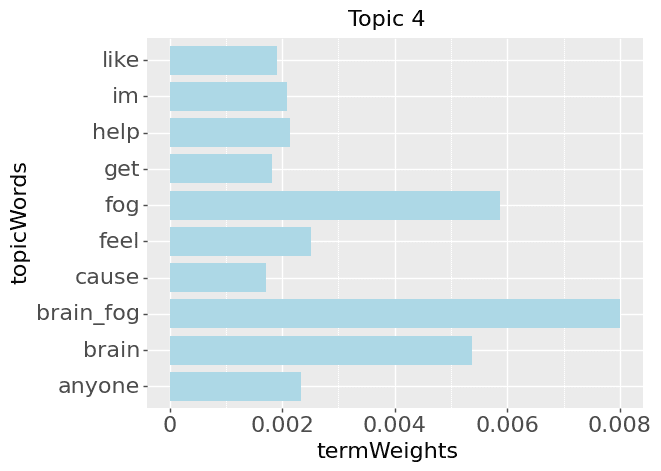 Topic 4
topicWords
like
im
help
get
fog
feel
cause
brain_fog
brain
anyone
0 0.002 0.004 0.006 0.008
termWeights